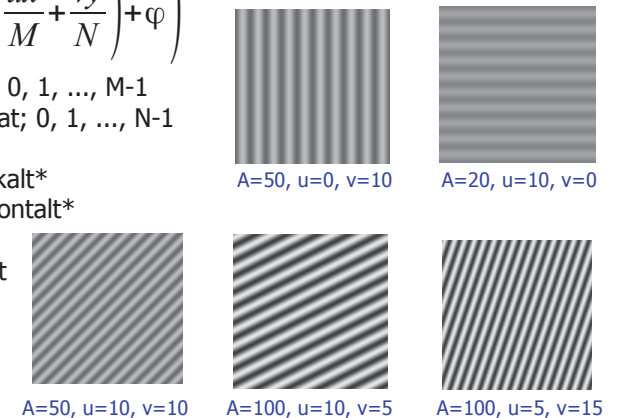 M + N ) + φ )
0, 1, ..., M-1
at; 0, 1, ..., N-1
kalt*
ontalt*
t
A=50, u=0, v=10
A=20, u=10, v=0
A=50, u=10, v=10
A=100, u=10, v=5
A=100, u=5, v=15